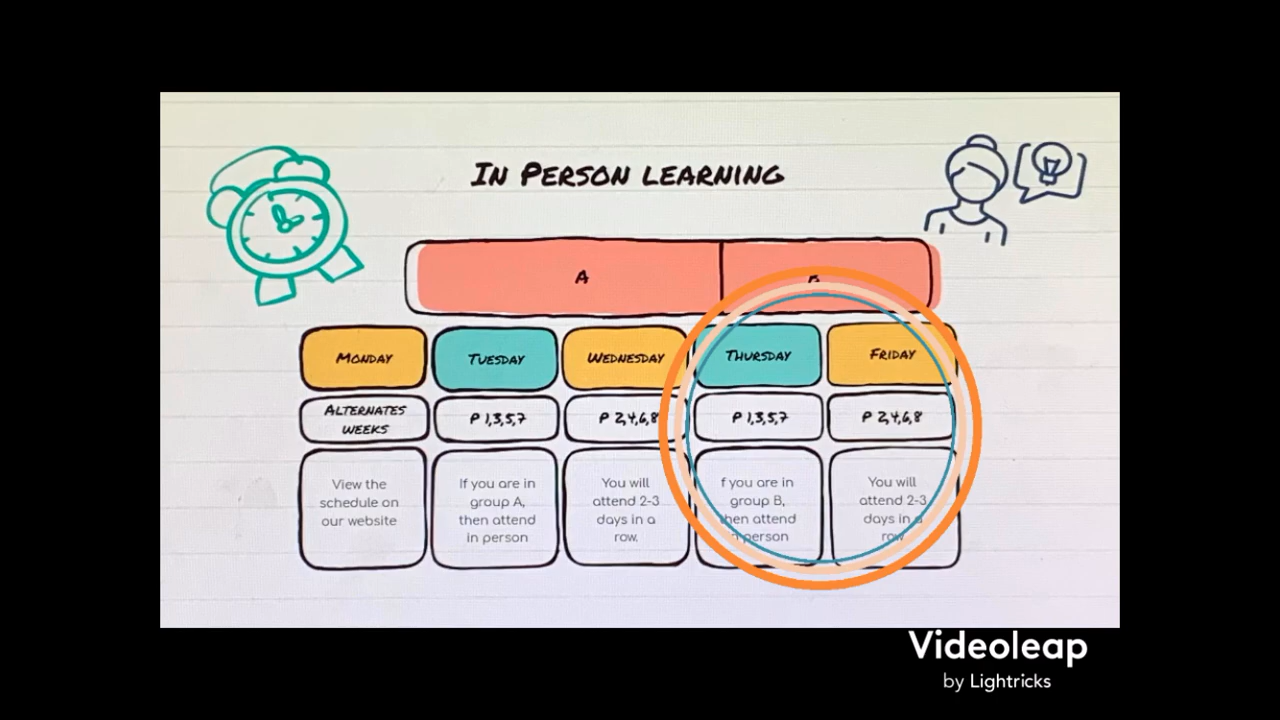 In Person learning
A
B
Monday
Tuesday
Wednesday
Thursday
Friday
Alternates
weeks
P 1,3,5,7
P 2,4,6,8
P 1,3,5,7
P 2,4,6,8
View the
schedule on
our website
If you are in
group A,
then attend
in person
You will
attend 2-3
days in a
row.
f you are in
group B,
then attend
in person
You will
attend 2-3
days in a
row
Videoleap
by Lightricks